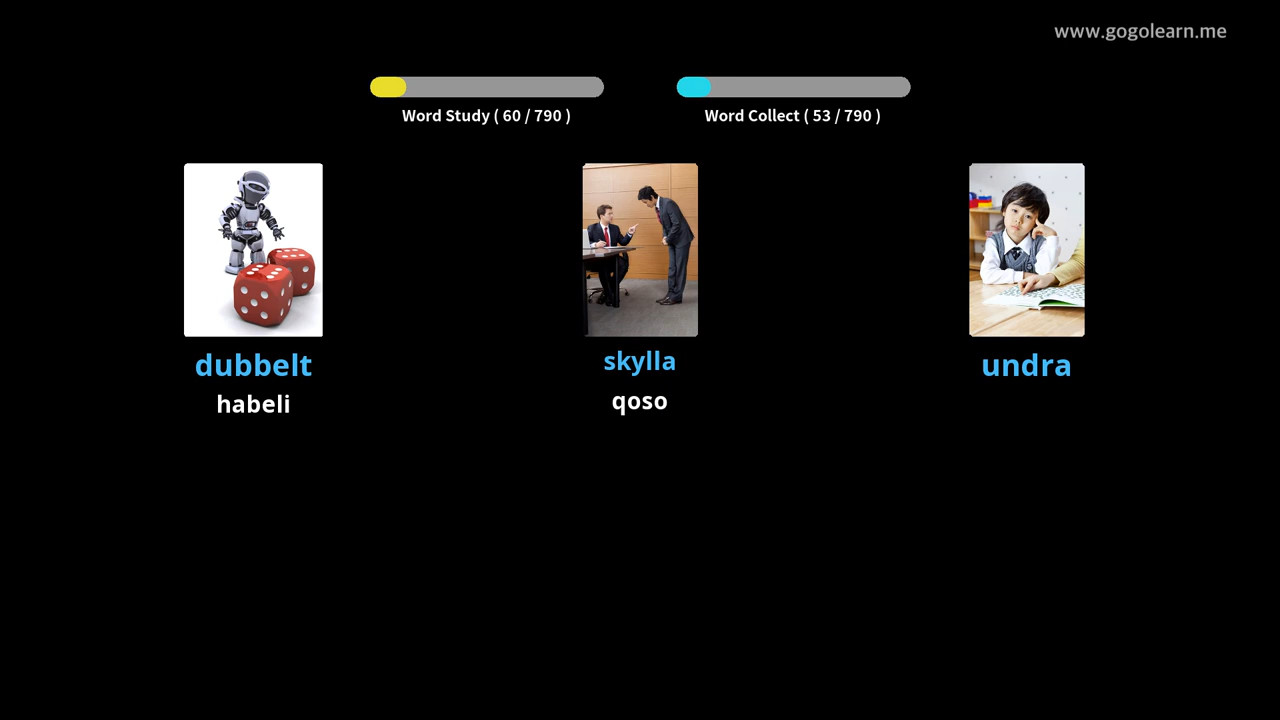 www.gogolearn.me
Word Study ( 60 / 790 )
Word Collect ( 53 / 790 )
dubbelt
skylla
undra
habeli
qoso